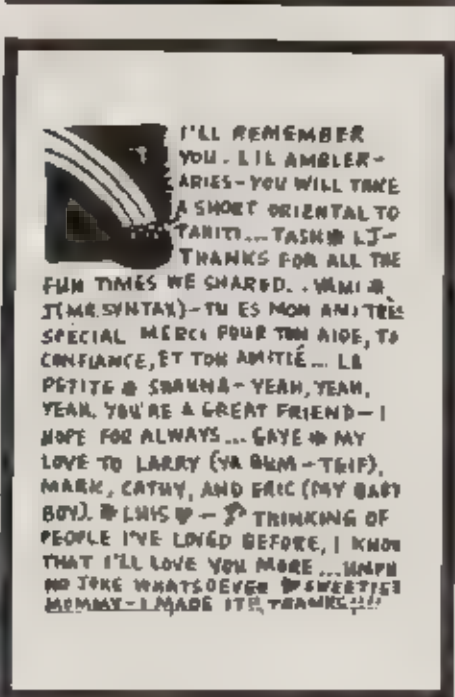 I'LL REMEMBER
YOU. LIL AMBLER-
ARIES-YOU WILL TAKE
A SHORT ORIENTAL TO
TAHITI... TASH* LJ-
THANKS FOR ALL THE
FUN TIMES WE SHARED... *
J(MR.SYNTAX)-TU ES MON AMI TRÈS
SPÉCIAL MERCI POUR TON AIDE, TA
CONFIANCE, ET TON AMITIÉ... LA
PETITE * SHAUNA- YEAH, YEAH,
YEAH, YOU'RE A GREAT FRIEND-I
HOPE FOR ALWAYS... GAYE * MY
LOVE TO LARRY (YA BUM-TRIP),
MARK, CATHY, AND ERIC (MY BABY
BOY). * LUIS ♥ - THINKING OF
PEOPLE I'VE LOVED BEFORE, I KNOW
THAT I'LL LOVE YOU MORE ...UMPH
NO JOKE WHATSOEVER SWEETIE*
MOMMY-I MADE IT!! THANKS!!!!